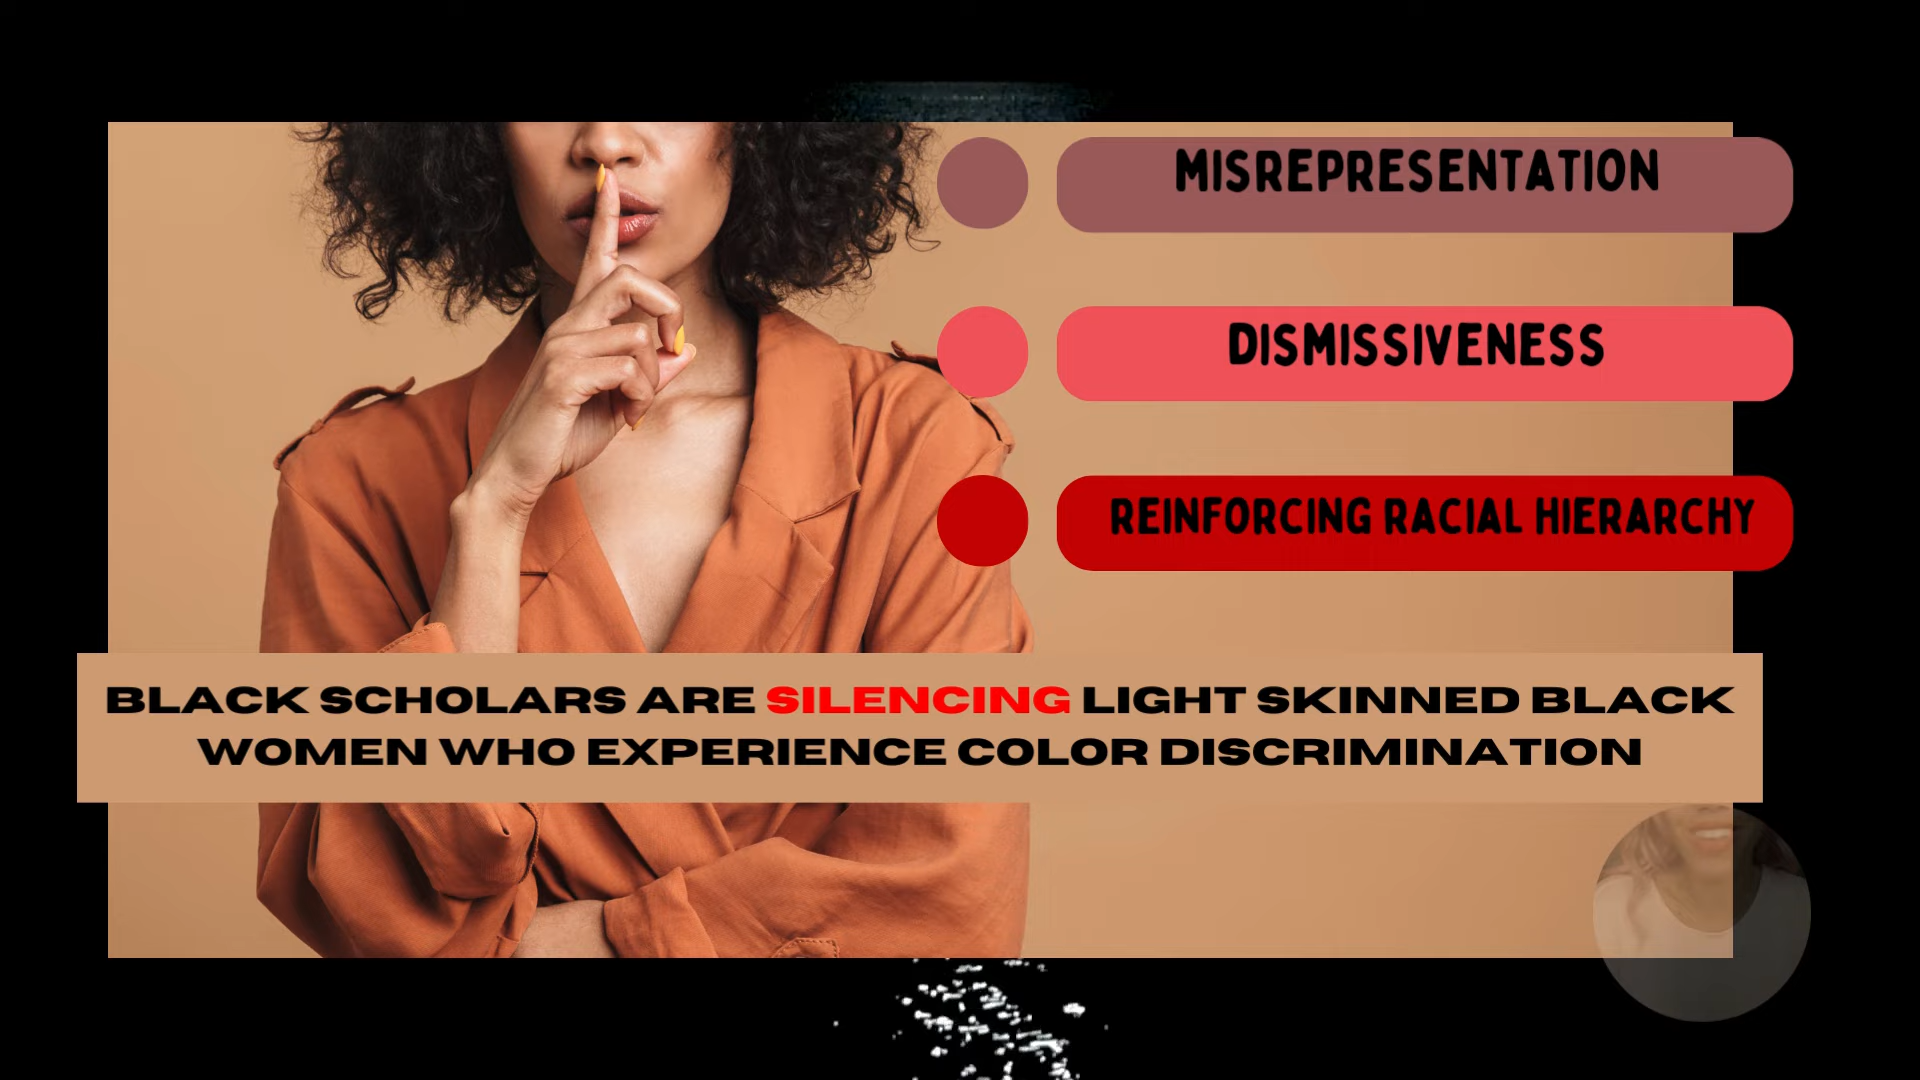 MISREPRESENTATION
DISMISSIVENESS
REINFORCING RACIAL HIERARCHY
BLACK SCHOLARS ARE SILENCING LIGHT SKINNED BLACK
WOMEN WHO EXPERIENCE COLOR DISCRIMINATION